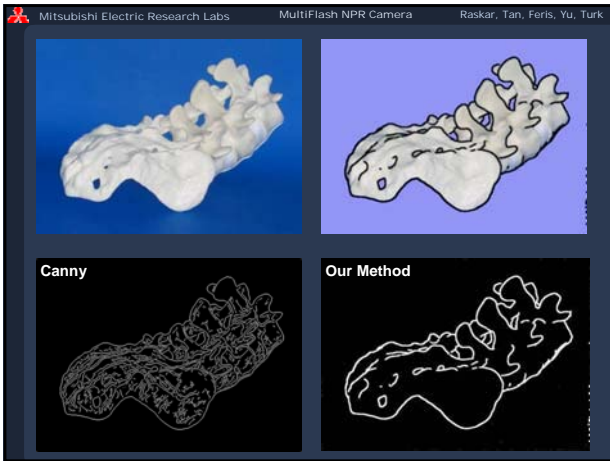 Mitsubishi Electric Research Labs MultiFlash NPR Camera Raskar, Tan, Feris, Yu, Turk
Canny Our Method